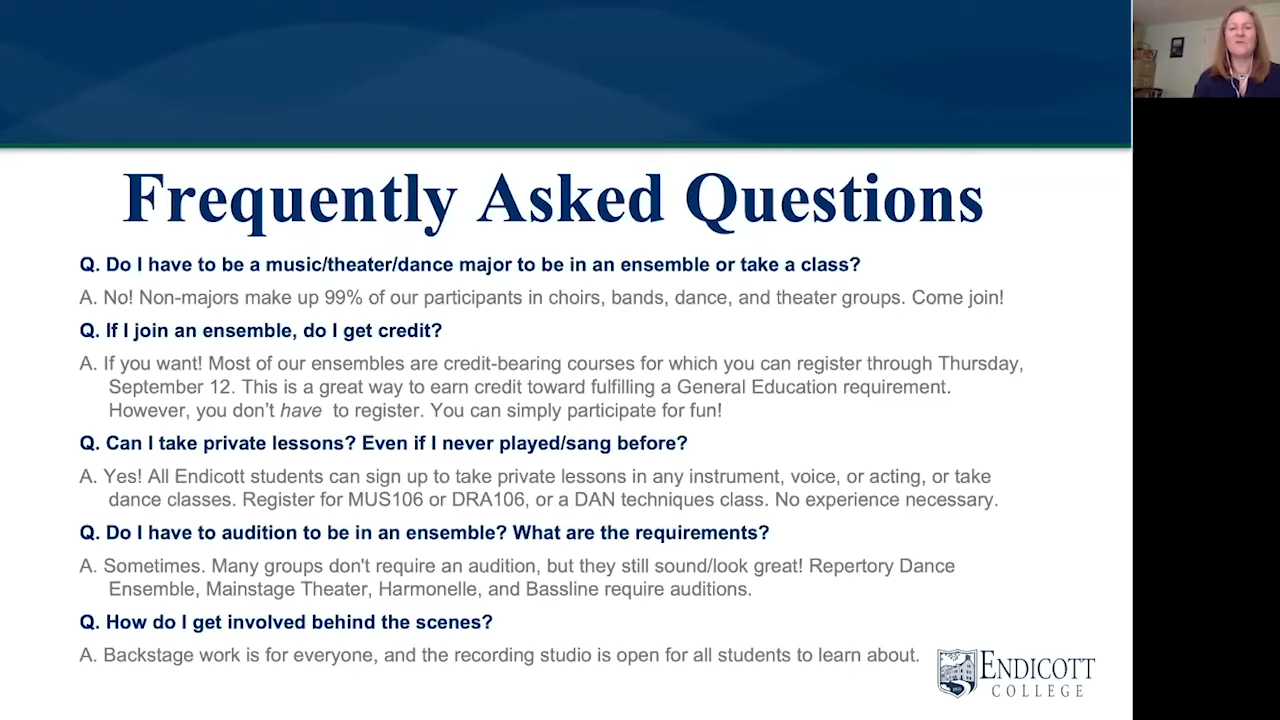 Frequently Asked Questions
Q. Do I have to be a music/theater/dance major to be in an ensemble or take a class?
A. No! Non-majors make up 99% of our participants in choirs, bands, dance, and theater groups. Come join!
Q. If I join an ensemble, do I get credit?
A. If you want! Most of our ensembles are credit-bearing courses for which you can register through Thursday,
September 12. This is a great way to earn credit toward fulfilling a General Education requirement.
However, you don't have to register. You can simply participate for fun!
Q. Can I take private lessons? Even if I never played/sang before?
A. Yes! All Endicott students can sign up to take private lessons in any instrument, voice, or acting, or take
dance classes. Register for MUS106 or DRA106, or a DAN techniques class. No experience necessary.
Q. Do I have to audition to be in an ensemble? What are the requirements?
A. Sometimes. Many groups don't require an audition, but they still sound/look great! Repertory Dance
Ensemble, Mainstage Theater, Harmonelle, and Bassline require auditions.
Q. How do I get involved behind the scenes?
A. Backstage work is for everyone, and the recording studio is open for all students to learn about.
ENDICOTT
COLLEGE